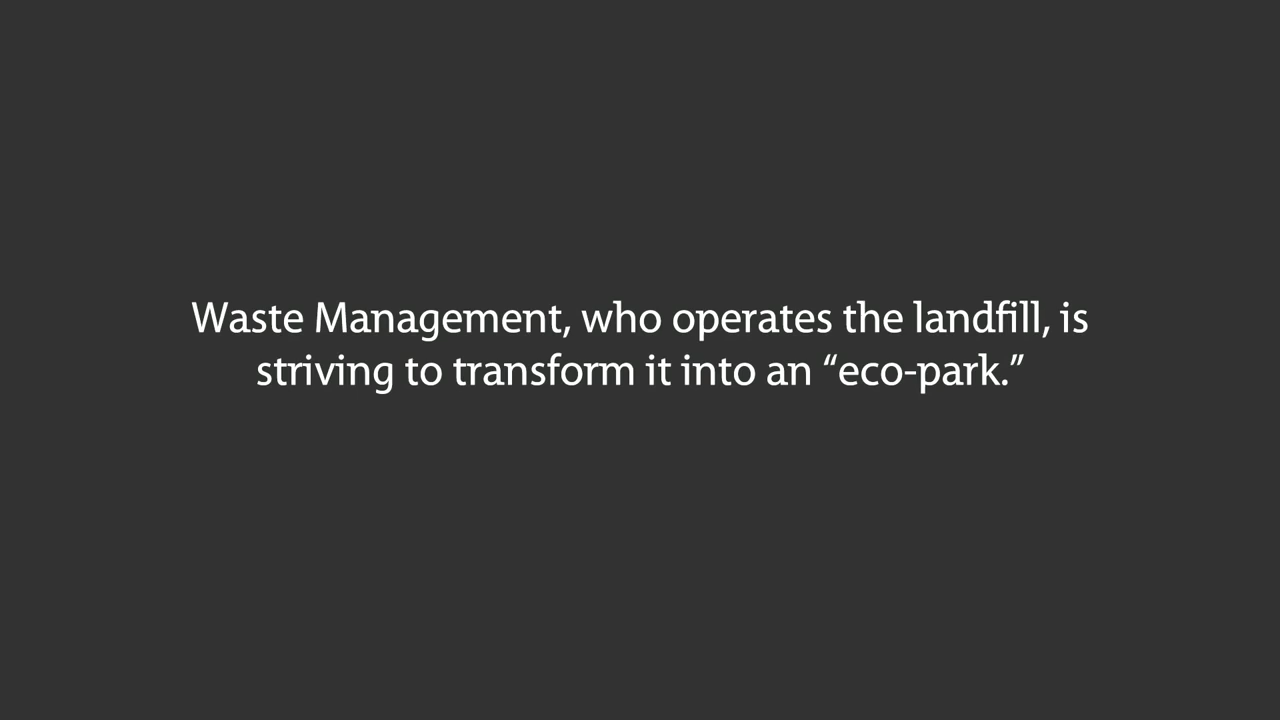 Waste Management, who operates the landfill, is
striving to transform it into an “eco-park.”